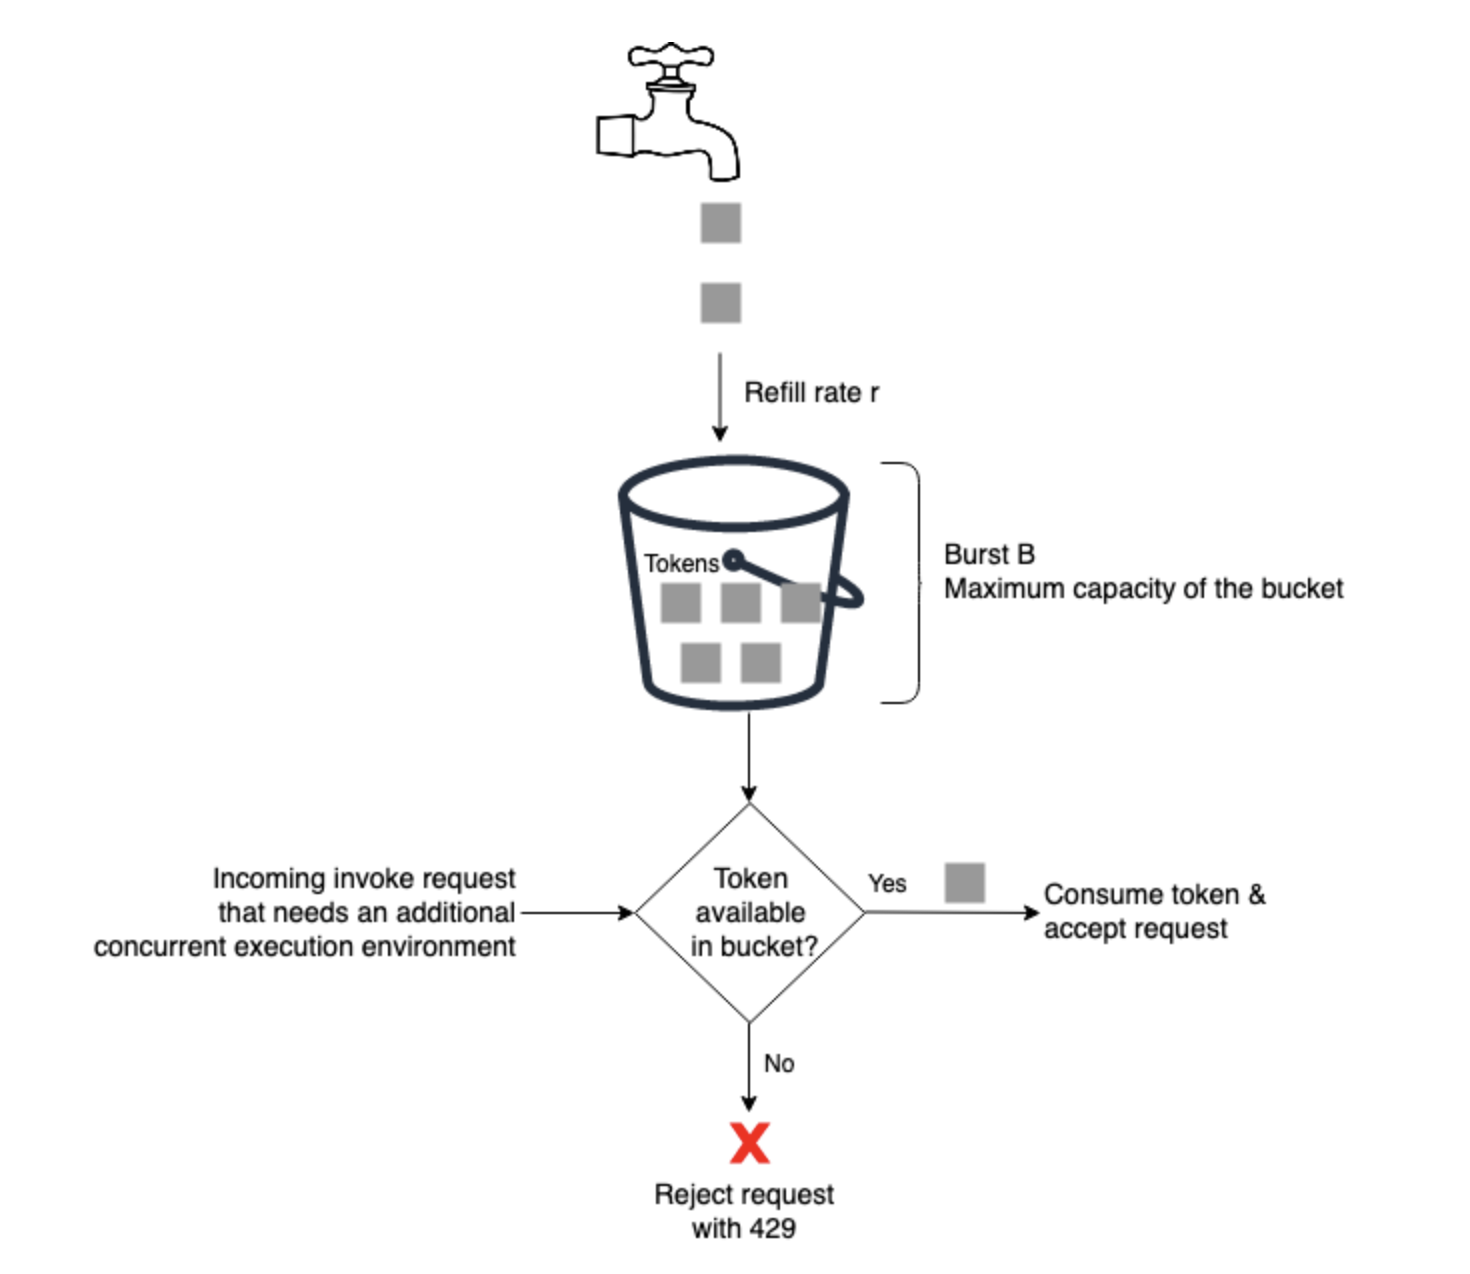 Refill rate r
Tokens
Burst B
Maximum capacity of the bucket
Incoming invoke request
that needs an additional
concurrent execution environment
Token
available
in bucket?
Yes
Consume token &
accept request
No
X
Reject request
with 429